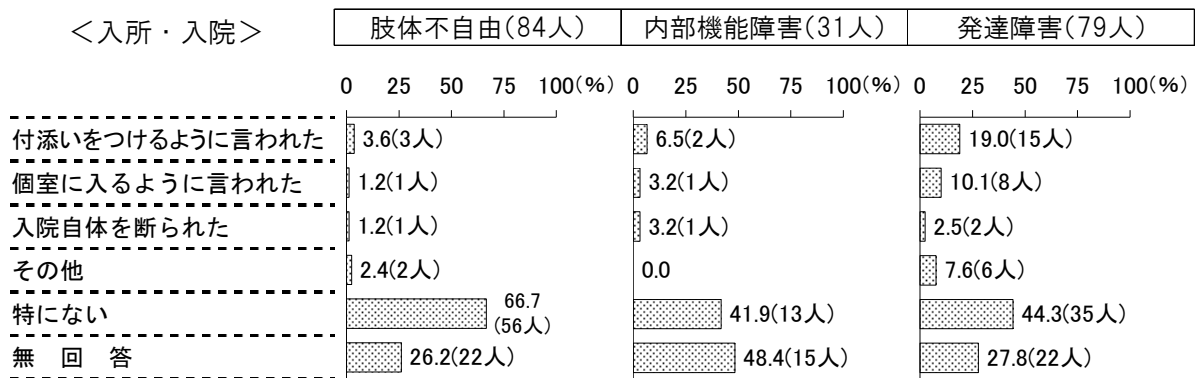 ＜入所・入院＞ 肢体不自由(84人) 内部機能障害(31人) 発達障害(79人)
0 25 50 75 100(%) 0 25 50 75 100(%) 0 25 50 75 100(%)
付添いをつけるように言われた 3.6(3人) 6.5(2人) 19.0(15人)
個室に入るように言われた 1.2(1人) 3.2(1人) 10.1(8人)
入院自体を断られた 1.2(1人) 3.2(1人) 2.5(2人)
その他 2.4(2人) 0.0 7.6(6人)
特にない 66.7 (56人) 41.9(13人) 44.3(35人)
無 回 答 26.2(22人) 48.4(15人) 27.8(22人)